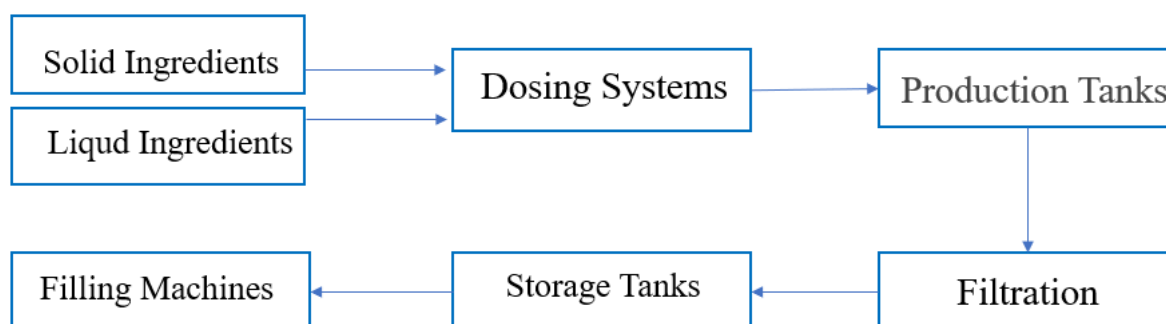 Solid Ingredients
Liqud Ingredients
Dosing Systems
Production Tanks
Filling Machines
Storage Tanks
Filtration